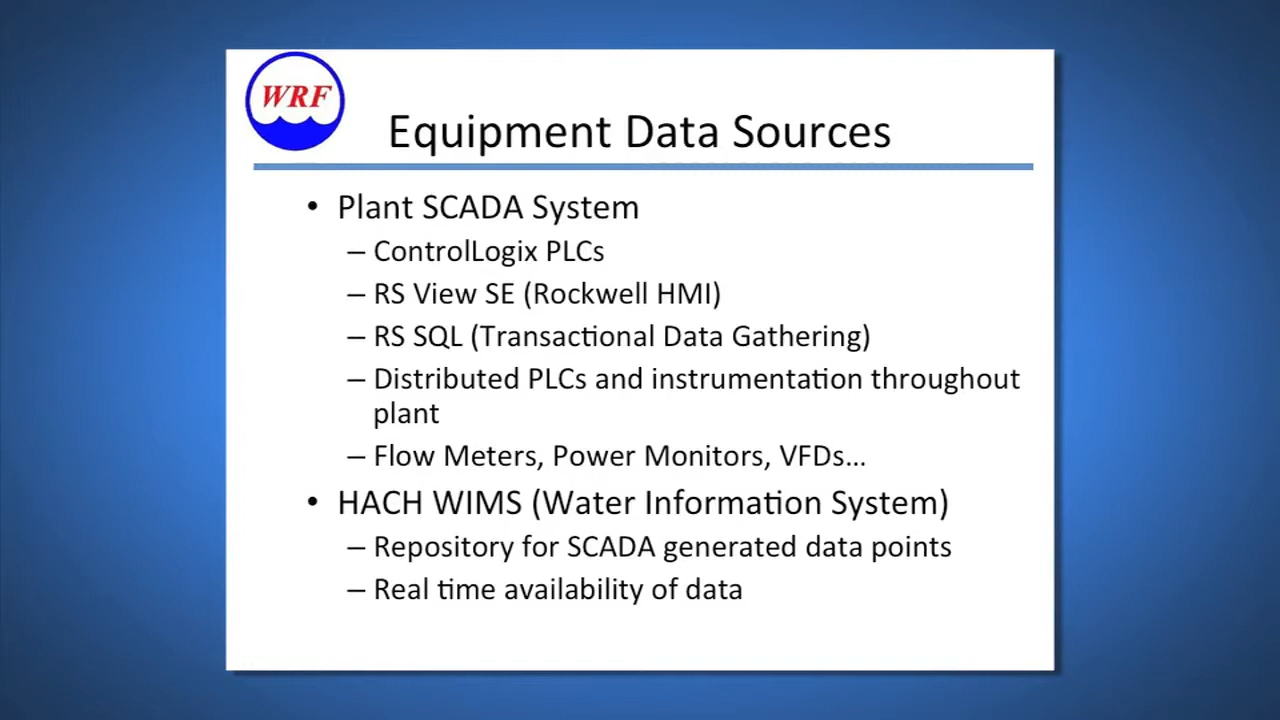 WRF
Equipment Data Sources
• Plant SCADA System
– ControlLogix PLCs
– RS View SE (Rockwell HMI)
– RS SQL (Transactional Data Gathering)
– Distributed PLCs and instrumentation throughout
plant
– Flow Meters, Power Monitors, VFDs…
• HACH WIMS (Water Information System)
– Repository for SCADA generated data points
– Real time availability of data